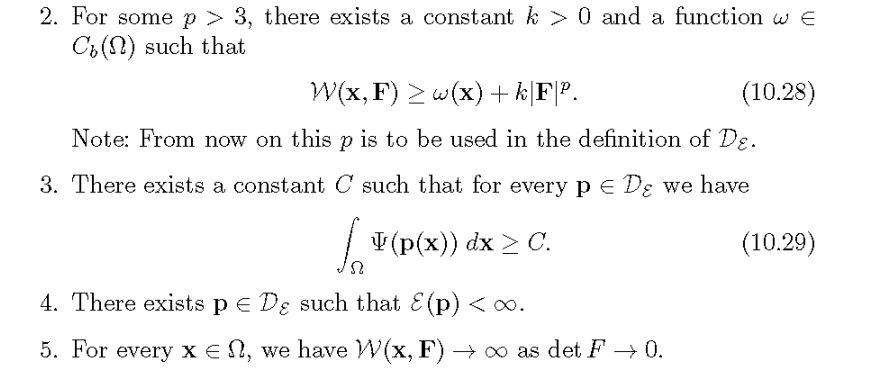 2. For some p > 3, there exists a constant k > 0 and a function ω ∈
C_b(Ω) such that
𝒲(x, F) ≥ ω(x) + k|F|^p. (10.28)
Note: From now on this p is to be used in the definition of 𝒟_ℰ.
3. There exists a constant C such that for every p ∈ 𝒟_ℰ we have
∫_Ω Ψ(p(x)) dx ≥ C. (10.29)
4. There exists p ∈ 𝒟_ℰ such that ℰ(p) < ∞.
5. For every x ∈ Ω, we have 𝒲(x, F) → ∞ as det F → 0.